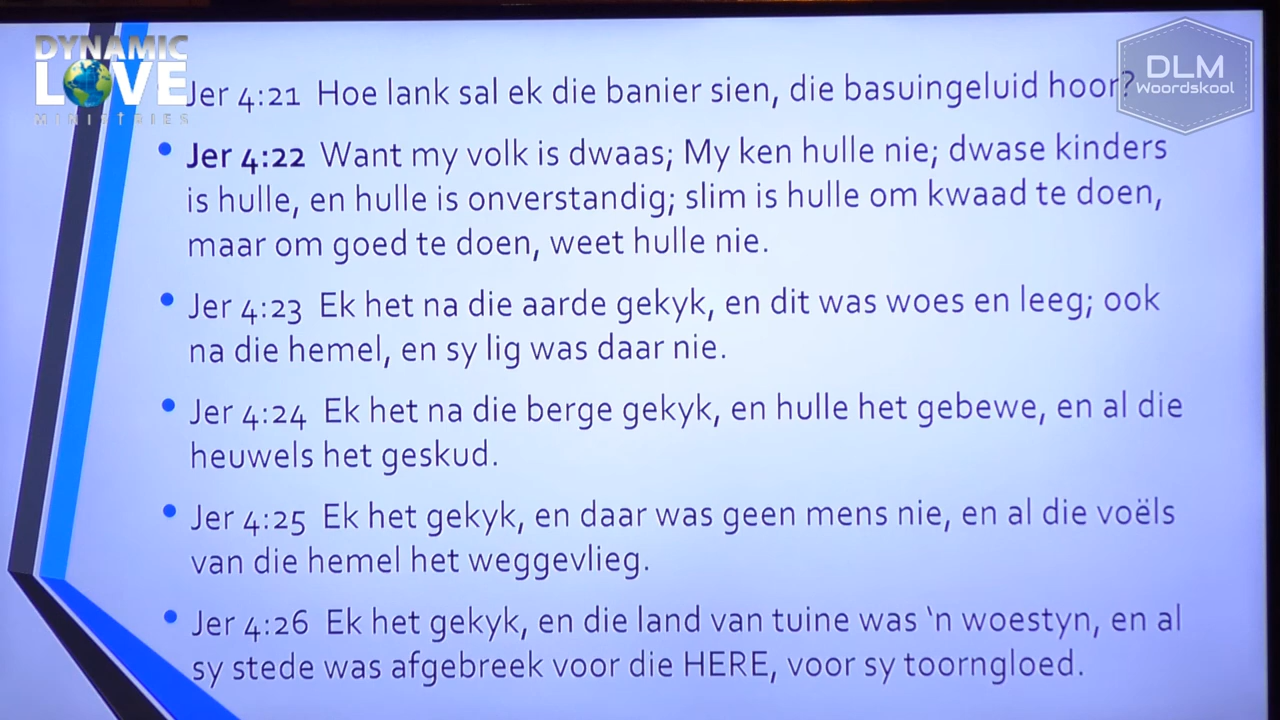 DYNAMIC
LOVE
MINISTRIES
DLM
Woordskool
Jer 4:21 Hoe lank sal ek die banier sien, die basuingeluid hoor?
• Jer 4:22 Want my volk is dwaas; My ken hulle nie; dwase kinders
is hulle, en hulle is onverstandig; slim is hulle om kwaad te doen,
maar om goed te doen, weet hulle nie.
• Jer 4:23 Ek het na die aarde gekyk, en dit was woes en leeg; ook
na die hemel, en sy lig was daar nie.
• Jer 4:24 Ek het na die berge gekyk, en hulle het gebewe, en al die
heuwels het geskud.
• Jer 4:25 Ek het gekyk, en daar was geen mens nie, en al die voëls
van die hemel het weggevlieg.
• Jer 4:26 Ek het gekyk, en die land van tuine was ‘n woestyn, en al
sy stede was afgebreek voor die HERE, voor sy toorngloed.